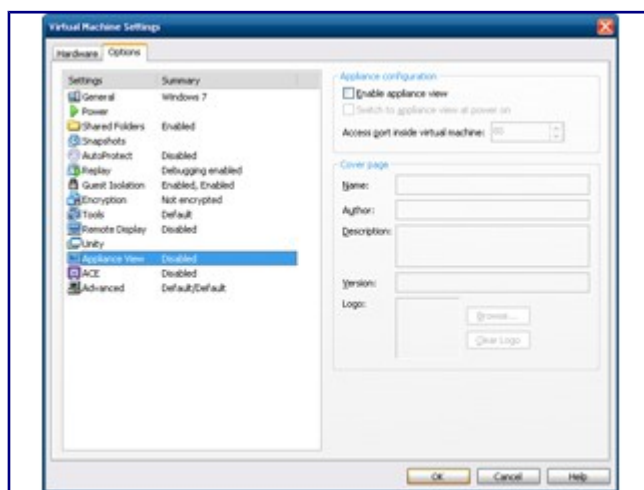 Virtual Machine Settings
Hardware Options
Settings Summary
General Windows 7
Power
Shared Folders Enabled
Snapshots
AutoProtect Disabled
Replay Debugging enabled
Guest Isolation Enabled, Enabled
Encryption Not encrypted
Tools Default
Remote Display Disabled
Unity
Appliance View Disabled
ACE Disabled
Advanced Default/Default
Appliance configuration
Enable appliance view
Switch to appliance view at power on
Access port inside virtual machine: 80
Cover page
Name:
Author:
Description:
Version:
Logo:
Browse...
Clear Logo
OK Cancel Help